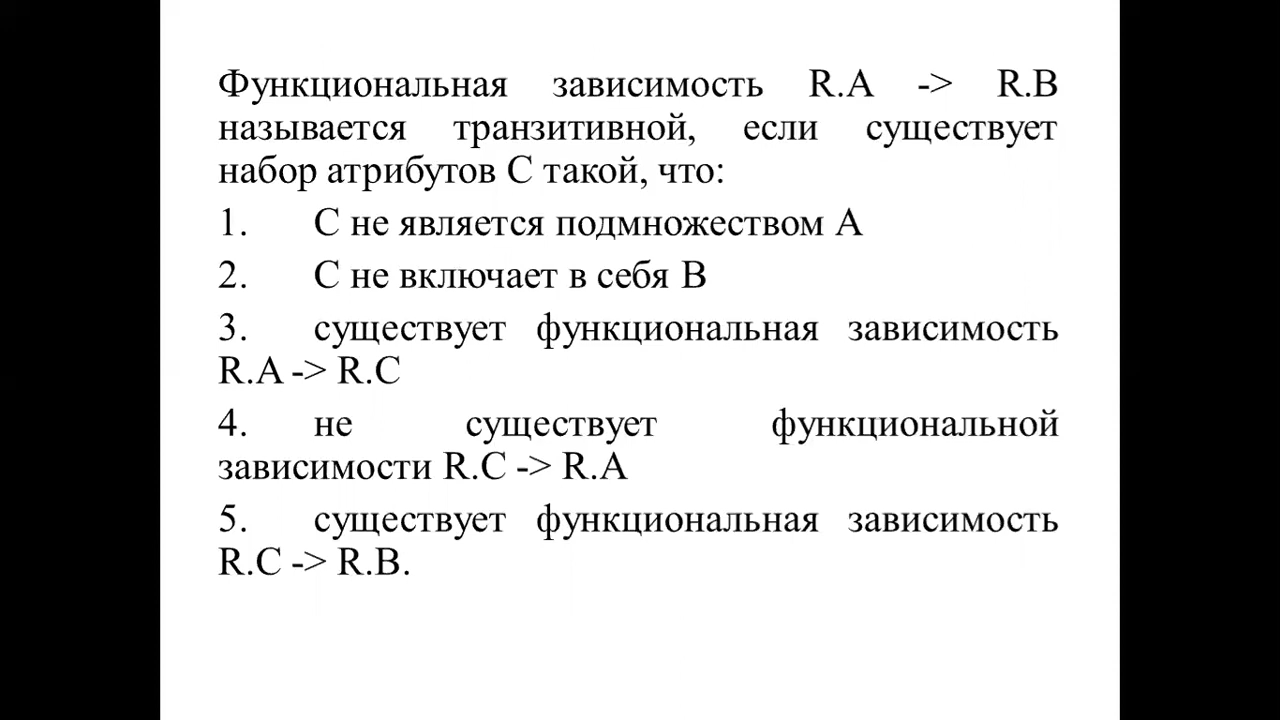 Функциональная зависимость R.A -> R.B
называется транзитивной, если существует
набор атрибутов C такой, что:
1. C не является подмножеством A
2. C не включает в себя B
3. существует функциональная зависимость
R.A -> R.C
4. не существует функциональной
зависимости R.C -> R.A
5. существует функциональная зависимость
R.C -> R.B.